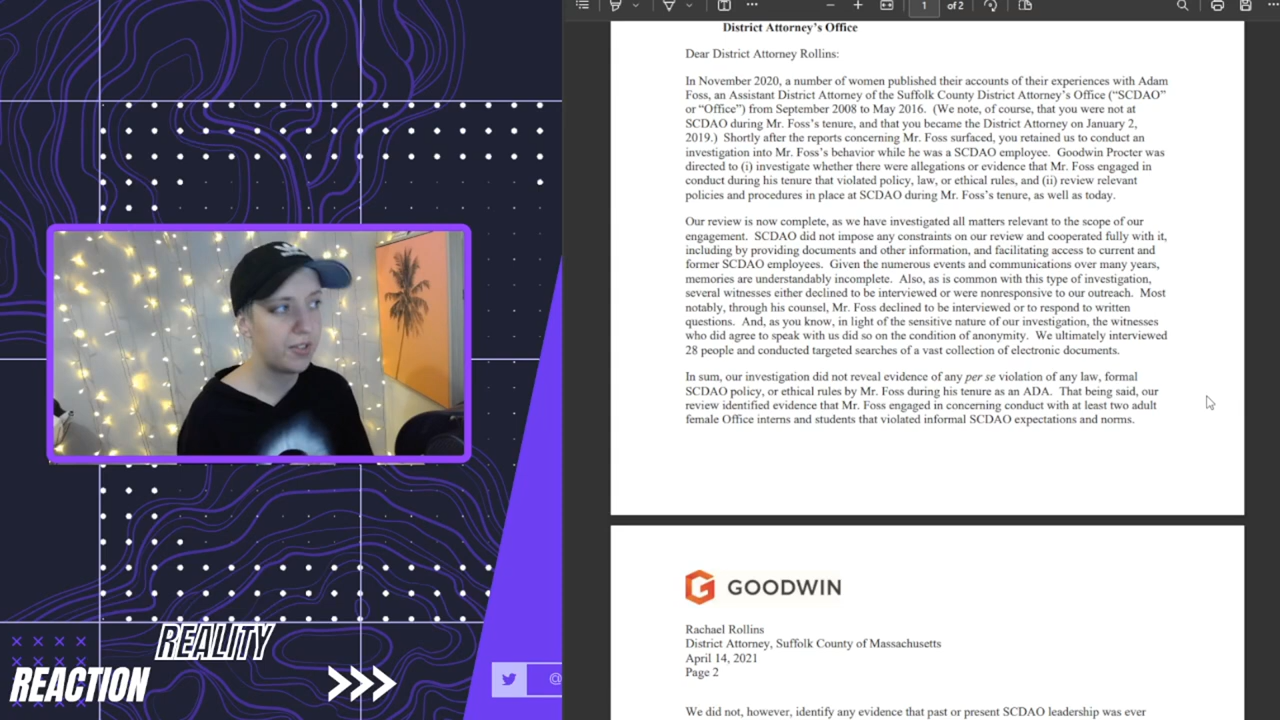 1 of 2
District Attorney's Office
Dear District Attorney Rollins:
In November 2020, a number of women published their accounts of their experiences with Adam
Foss, an Assistant District Attorney of the Suffolk County District Attorney's Office ("SCDAO"
or "Office") from September 2008 to May 2016. (We note, of course, that you were not at
SCDAO during Mr. Foss's tenure, and that you became the District Attorney on January 2,
2019.) Shortly after the reports concerning Mr. Foss surfaced, you retained us to conduct an
investigation into Mr. Foss's behavior while he was a SCDAO employee. Goodwin Procter was
directed to (i) investigate whether there were allegations or evidence that Mr. Foss engaged in
conduct during his tenure that violated policy, law, or ethical rules, and (ii) review relevant
policies and procedures in place at SCDAO during Mr. Foss's tenure, as well as today.
Our review is now complete, as we have investigated all matters relevant to the scope of our
engagement. SCDAO did not impose any constraints on our review and cooperated fully with it,
including by providing documents and other information, and facilitating access to current and
former SCDAO employees. Given the numerous events and communications over many years,
memories are understandably incomplete. Also, as is common with this type of investigation,
several witnesses either declined to be interviewed or were nonresponsive to our outreach. Most
notably, through his counsel, Mr. Foss declined to be interviewed or to respond to written
questions. And, as you know, in light of the sensitive nature of our investigation, the witnesses
who did agree to speak with us did so on the condition of anonymity. We ultimately interviewed
28 people and conducted targeted searches of a vast collection of electronic documents.
In sum, our investigation did not reveal evidence of any per se violation of any law, formal
SCDAO policy, or ethical rules by Mr. Foss during his tenure as an ADA. That being said, our
review identified evidence that Mr. Foss engaged in concerning conduct with at least two adult
female Office interns and students that violated informal SCDAO expectations and norms.
GOODWIN
Rachael Rollins
District Attorney, Suffolk County of Massachusetts
April 14, 2021
Page 2
We did not, however, identify any evidence that past or present SCDAO leadership was ever
REALITY
REACTION
@